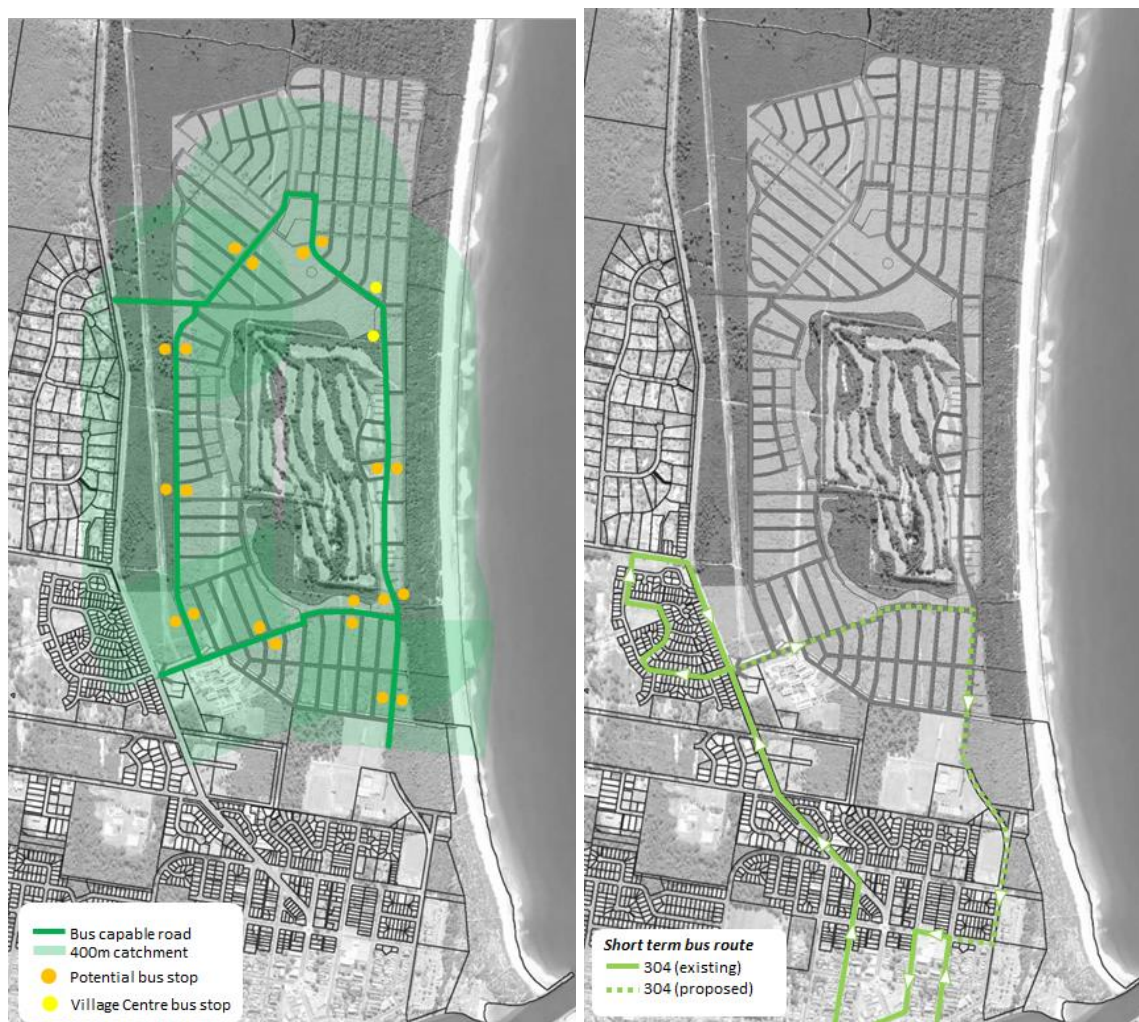 Bus capable road
400m catchment
Potential bus stop
Village Centre bus stop
Short term bus route
304 (existing)
304 (proposed)